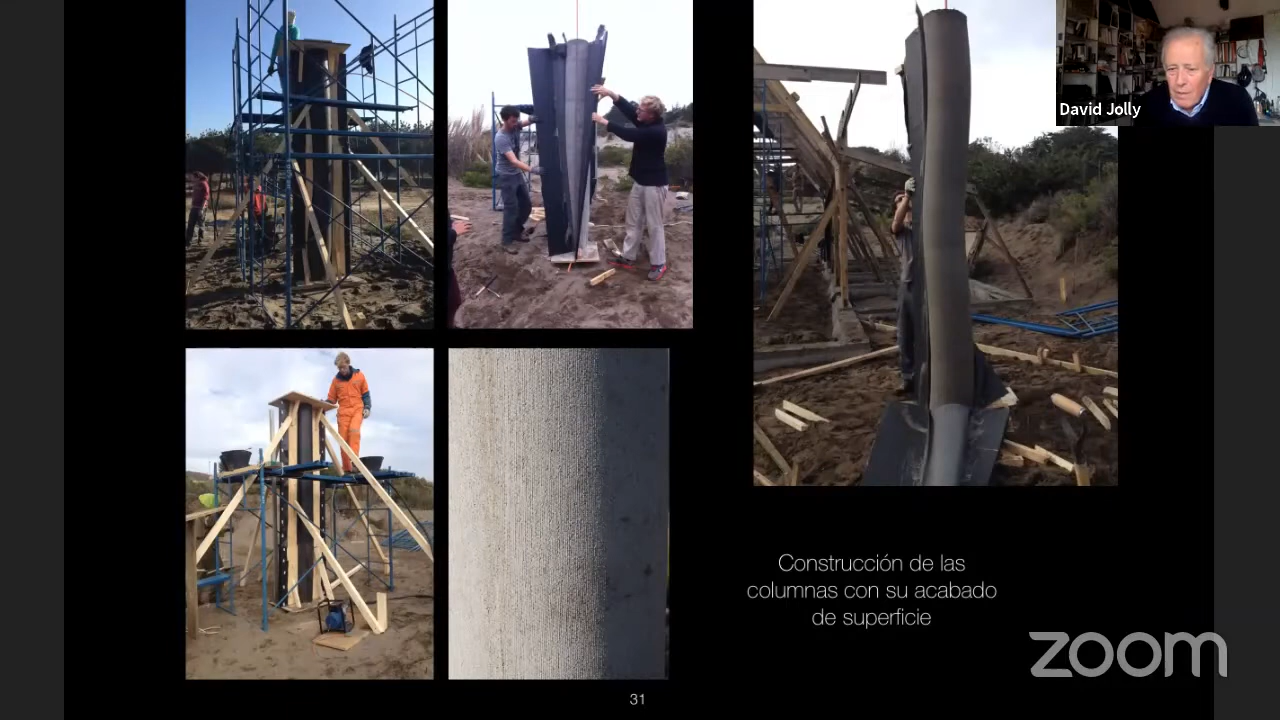 David Jolly
Construcción de las
columnas con su acabado
de superficie
zoom
31